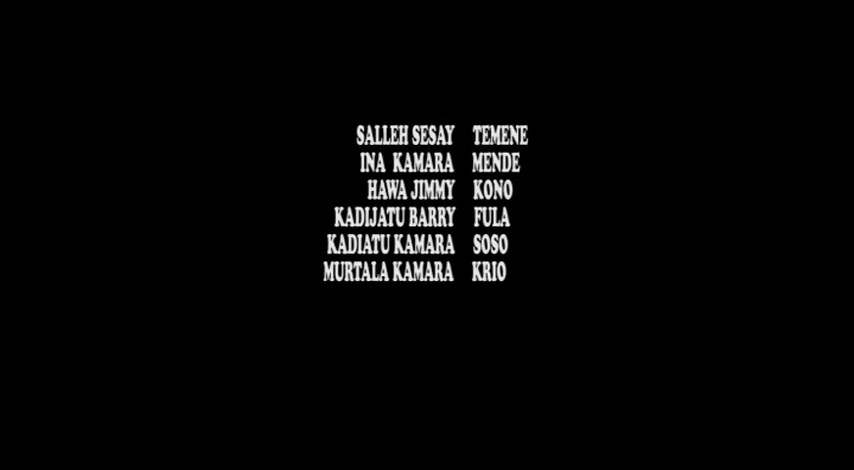 SALLEH SESAY TEMENE
INA KAMARA MENDE
HAWA JIMMY KONO
KADIJATU BARRY FULA
KADIATU KAMARA SOSO
MURTALA KAMARA KRIO